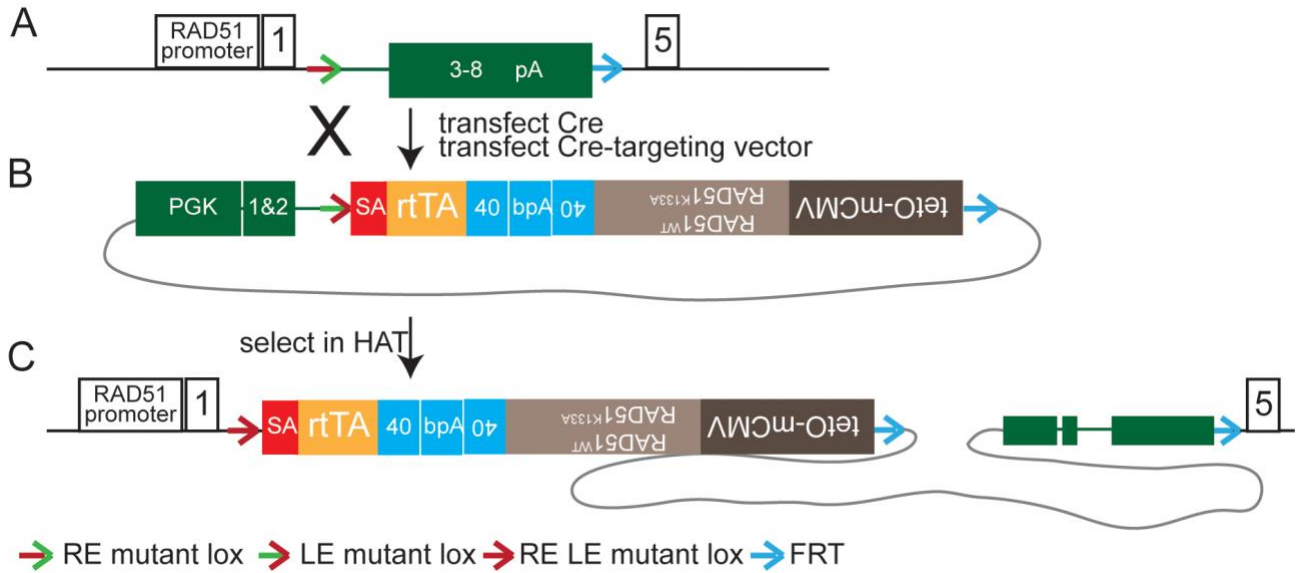 A
RAD51
promoter
1
3-8 pA
5
X
transfect Cre
transfect Cre-targeting vector
B
PGK
1&2
SA
rtTA
40
bpA
40
RAD51K133A
RAD51WT
tetO-mCMV
select in HAT
C
RAD51
promoter
1
SA
rtTA
40
bpA
40
RAD51K133A
RAD51WT
tetO-mCMV
5
RE mutant lox
LE mutant lox
RE LE mutant lox
FRT